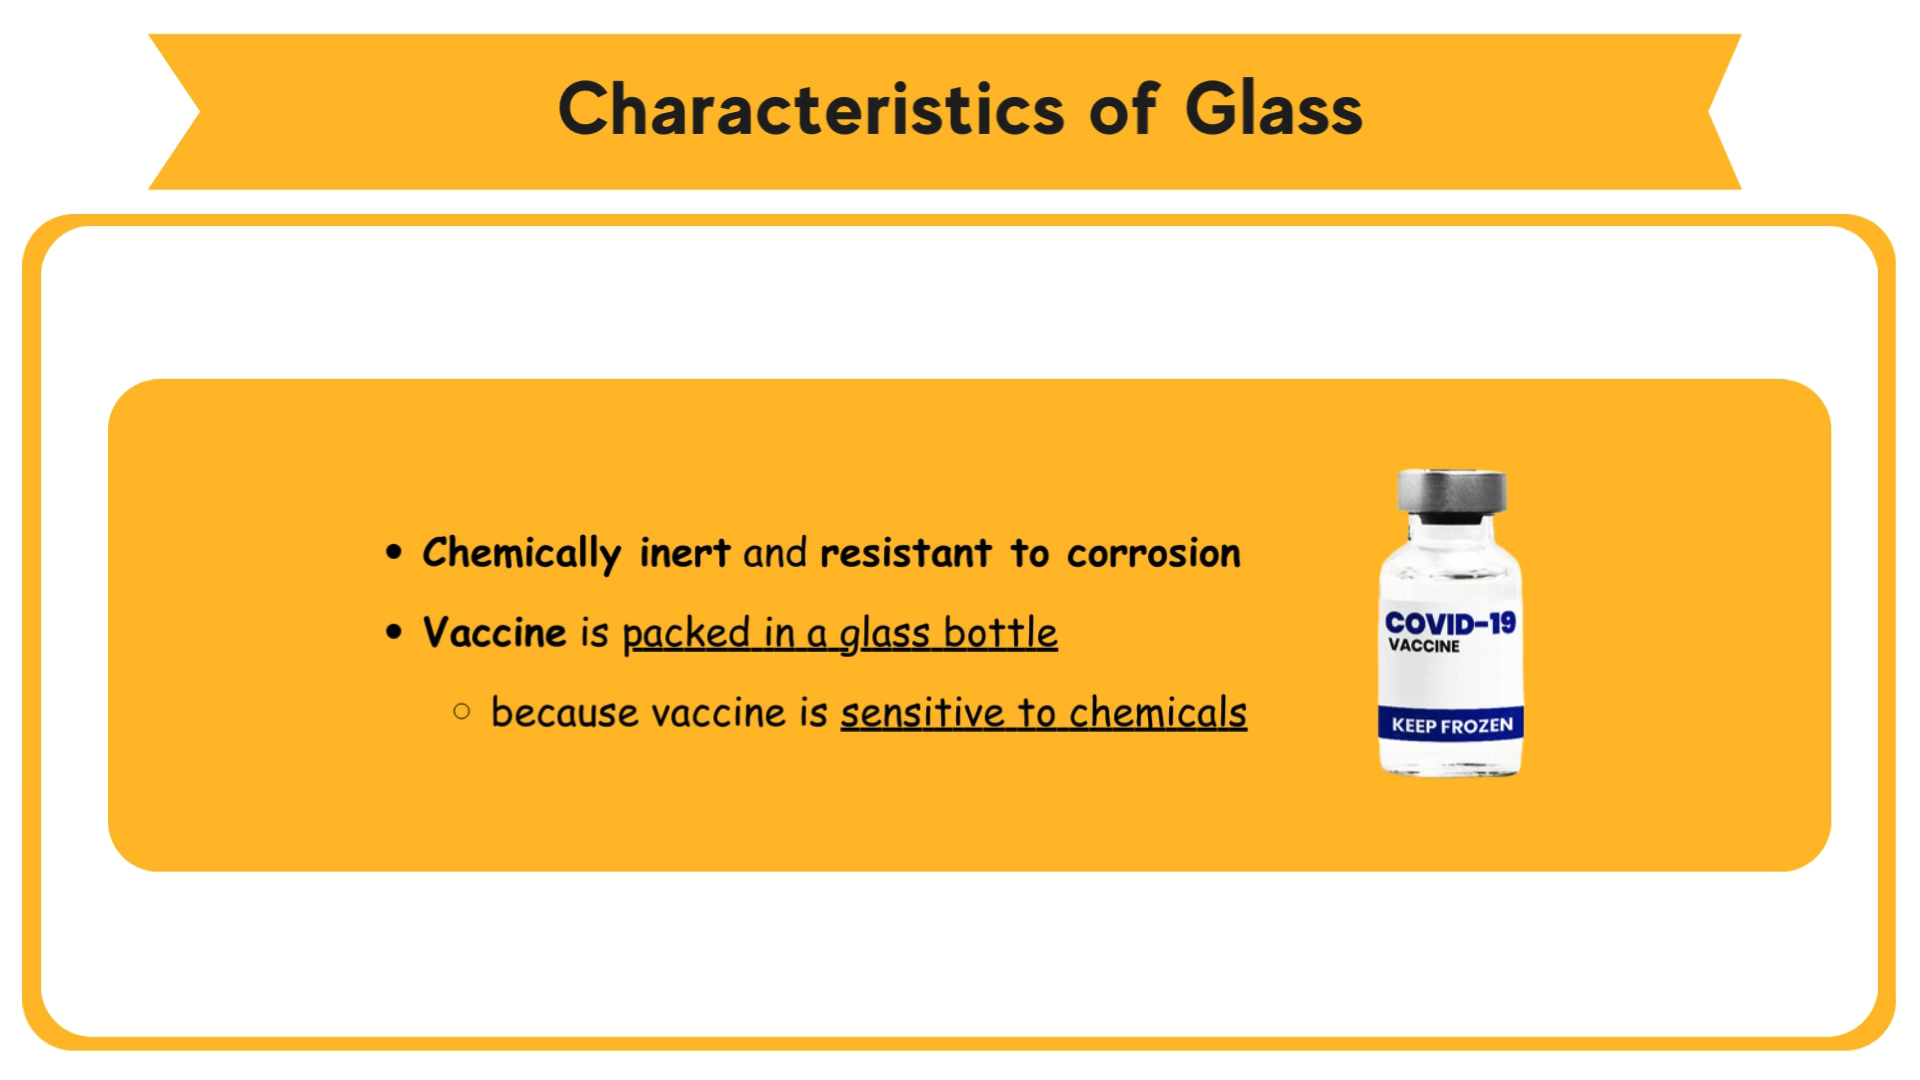 Characteristics of Glass
• Chemically inert and resistant to corrosion
• Vaccine is packed in a glass bottle
○ because vaccine is sensitive to chemicals
COVID-19
VACCINE
KEEP FROZEN